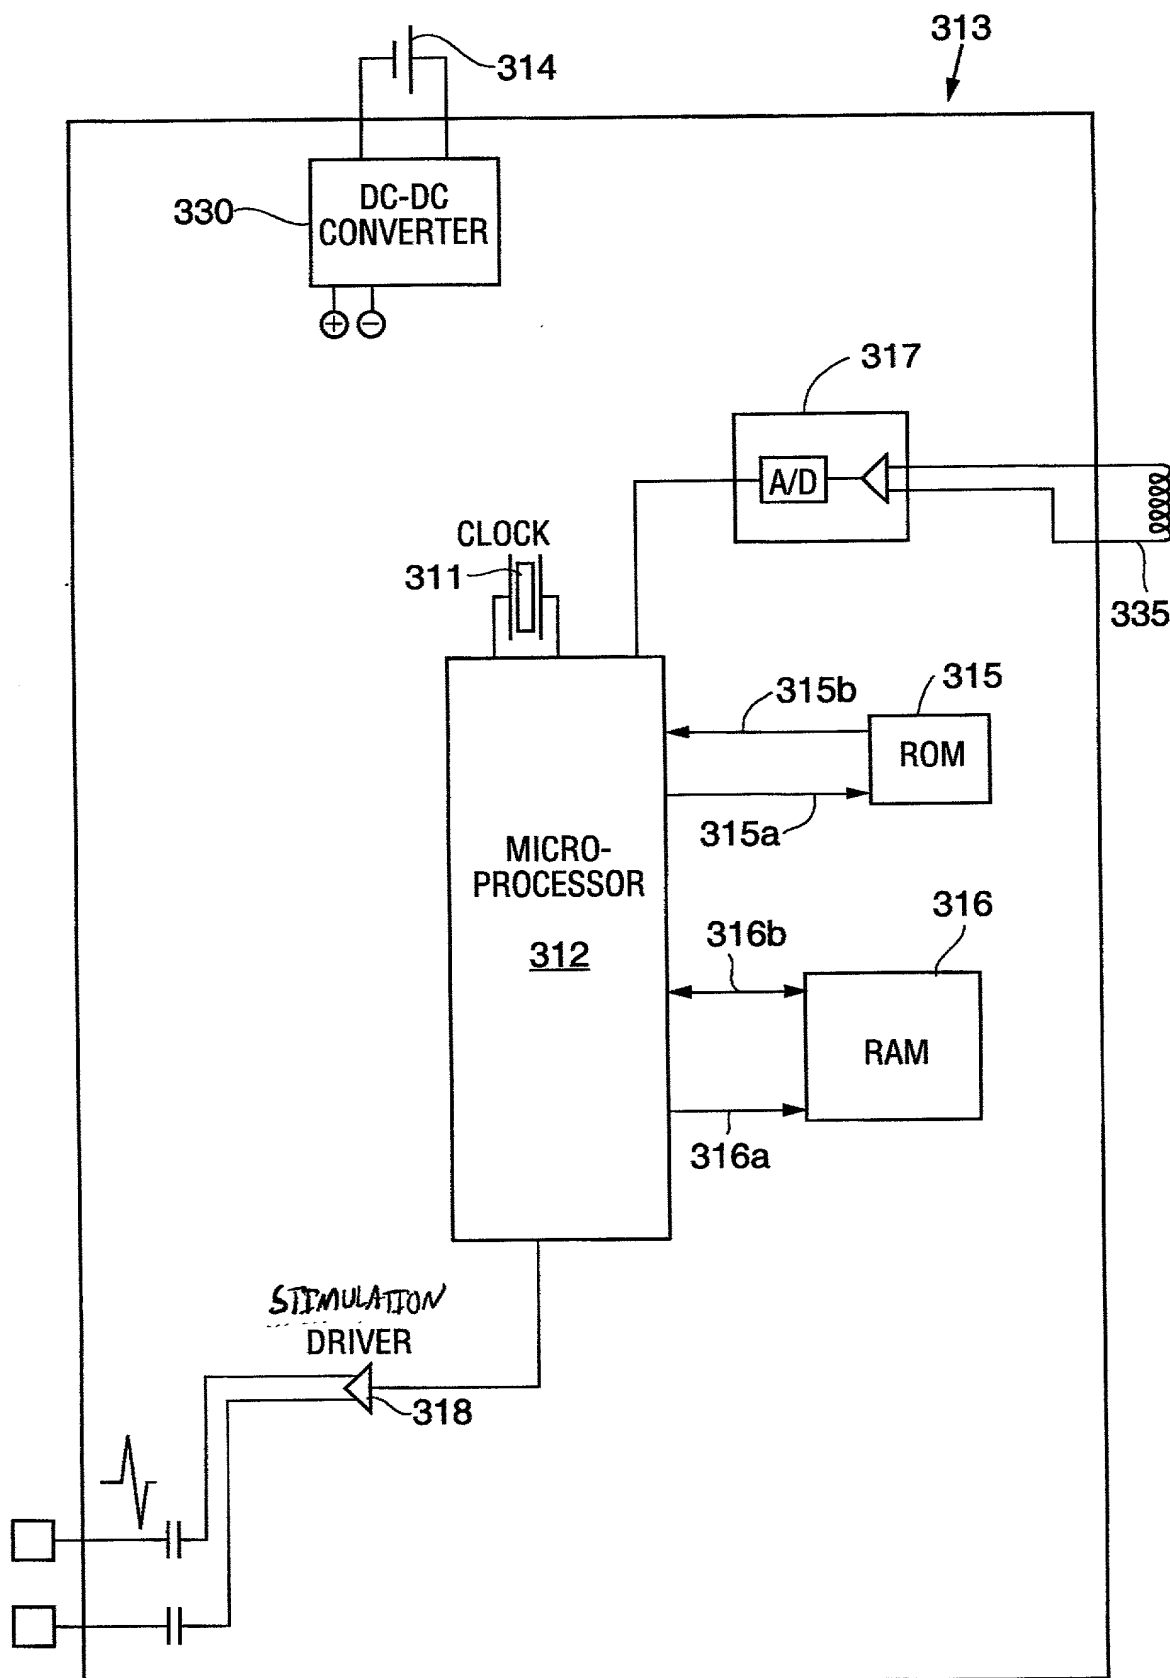 313
314
330
DC-DC
CONVERTER
+ −
317
A/D
CLOCK
311
335
315b
315
ROM
315a
MICRO-
PROCESSOR
312
316b
316
RAM
316a
STIMULATION
DRIVER
318